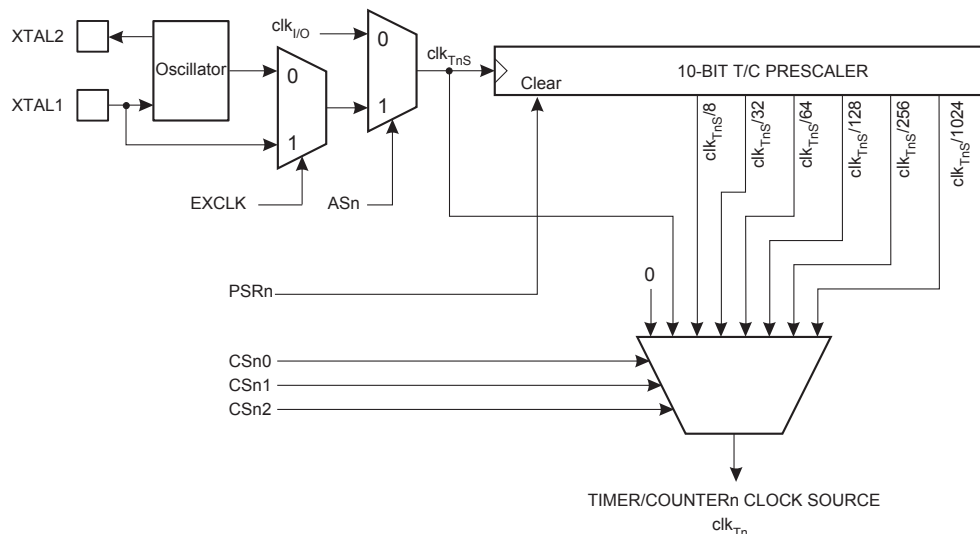 XTAL2
XTAL1
Oscillator
clkI/O
0
1
0
1
EXCLK
ASn
clkTnS
10-BIT T/C PRESCALER
Clear
clkTnS/8
clkTnS/32
clkTnS/64
clkTnS/128
clkTnS/256
clkTnS/1024
PSRn
0
CSn0
CSn1
CSn2
TIMER/COUNTERn CLOCK SOURCE
clkTn